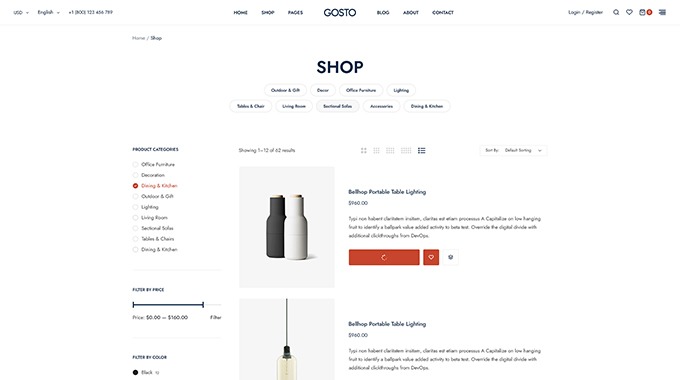 USD English +1 (800) 123 456 789 HOME SHOP PAGES GOSTO BLOG ABOUT CONTACT Login / Register 0
Home / Shop
SHOP
Outdoor & Gift Decor Office Furniture Lighting
Tables & Chair Living Room Sectional Sofas Accessories Dining & Kitchen
PRODUCT CATEGORIES
Office Furniture
Decoration
Dining & Kitchen
Outdoor & Gift
Lighting
Living Room
Sectional Sofas
Tables & Chairs
Dining & Kitchen
FILTER BY PRICE
Price: $0.00 — $160.00 Filter
FILTER BY COLOR
Black
Showing 1–12 of 62 results Sort By: Default Sorting
Bellhop Portable Table Lighting
$960.00
Typi non habent claritatem insitam, claritas est etiam processus A Capitalize on low hanging
fruit to identify a ballpark value added activity to beta test. Override the digital divide with
additional clickthroughs from DevOps.
Bellhop Portable Table Lighting
$960.00
Typi non habent claritatem insitam, claritas est etiam processus A Capitalize on low hanging
fruit to identify a ballpark value added activity to beta test. Override the digital divide with
additional clickthroughs from DevOps.